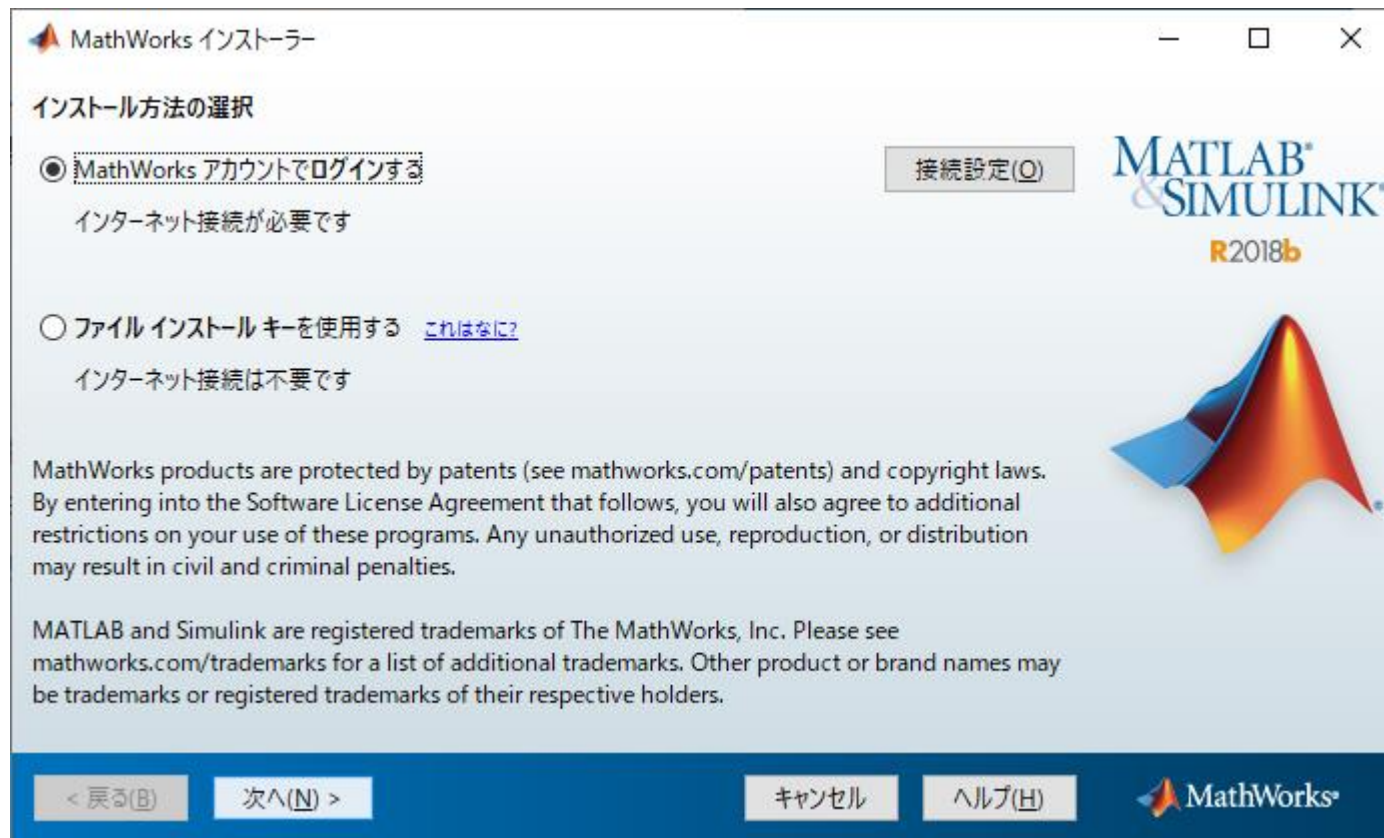 MathWorks インストーラー
インストール方法の選択
MathWorks アカウントでログインする
接続設定(O)
インターネット接続が必要です
MATLAB®
&SIMULINK®
R2018b
ファイル インストール キーを使用する これはなに?
インターネット接続は不要です
MathWorks products are protected by patents (see mathworks.com/patents) and copyright laws.
By entering into the Software License Agreement that follows, you will also agree to additional
restrictions on your use of these programs. Any unauthorized use, reproduction, or distribution
may result in civil and criminal penalties.
MATLAB and Simulink are registered trademarks of The MathWorks, Inc. Please see
mathworks.com/trademarks for a list of additional trademarks. Other product or brand names may
be trademarks or registered trademarks of their respective holders.
< 戻る(B) 次へ(N) > キャンセル ヘルプ(H) MathWorks®